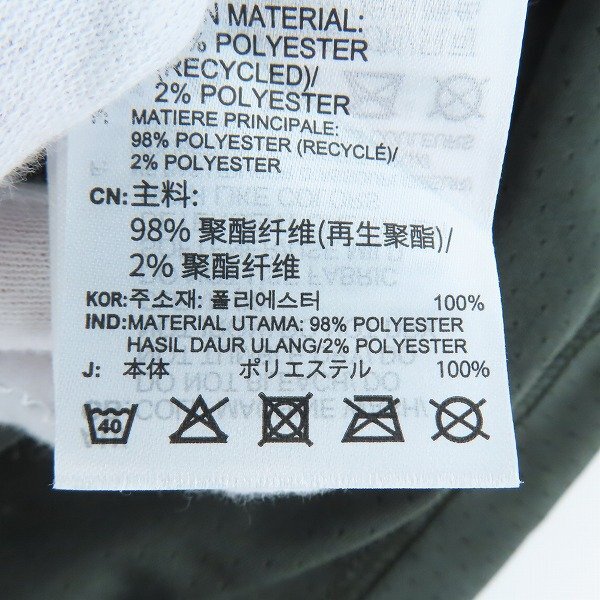 N MATERIAL:
% POLYESTER
(RECYCLED)/
2% POLYESTER
MATIERE PRINCIPALE:
98% POLYESTER (RECYCLÉ)/
2% POLYESTER
CN: 主料:
98% 聚酯纤维(再生聚酯)/
2% 聚酯纤维
KOR: 주소재: 폴리에스터 100%
IND: MATERIAL UTAMA: 98% POLYESTER
HASIL DAUR ULANG/2% POLYESTER
J: 本体 ポリエステル 100%
40